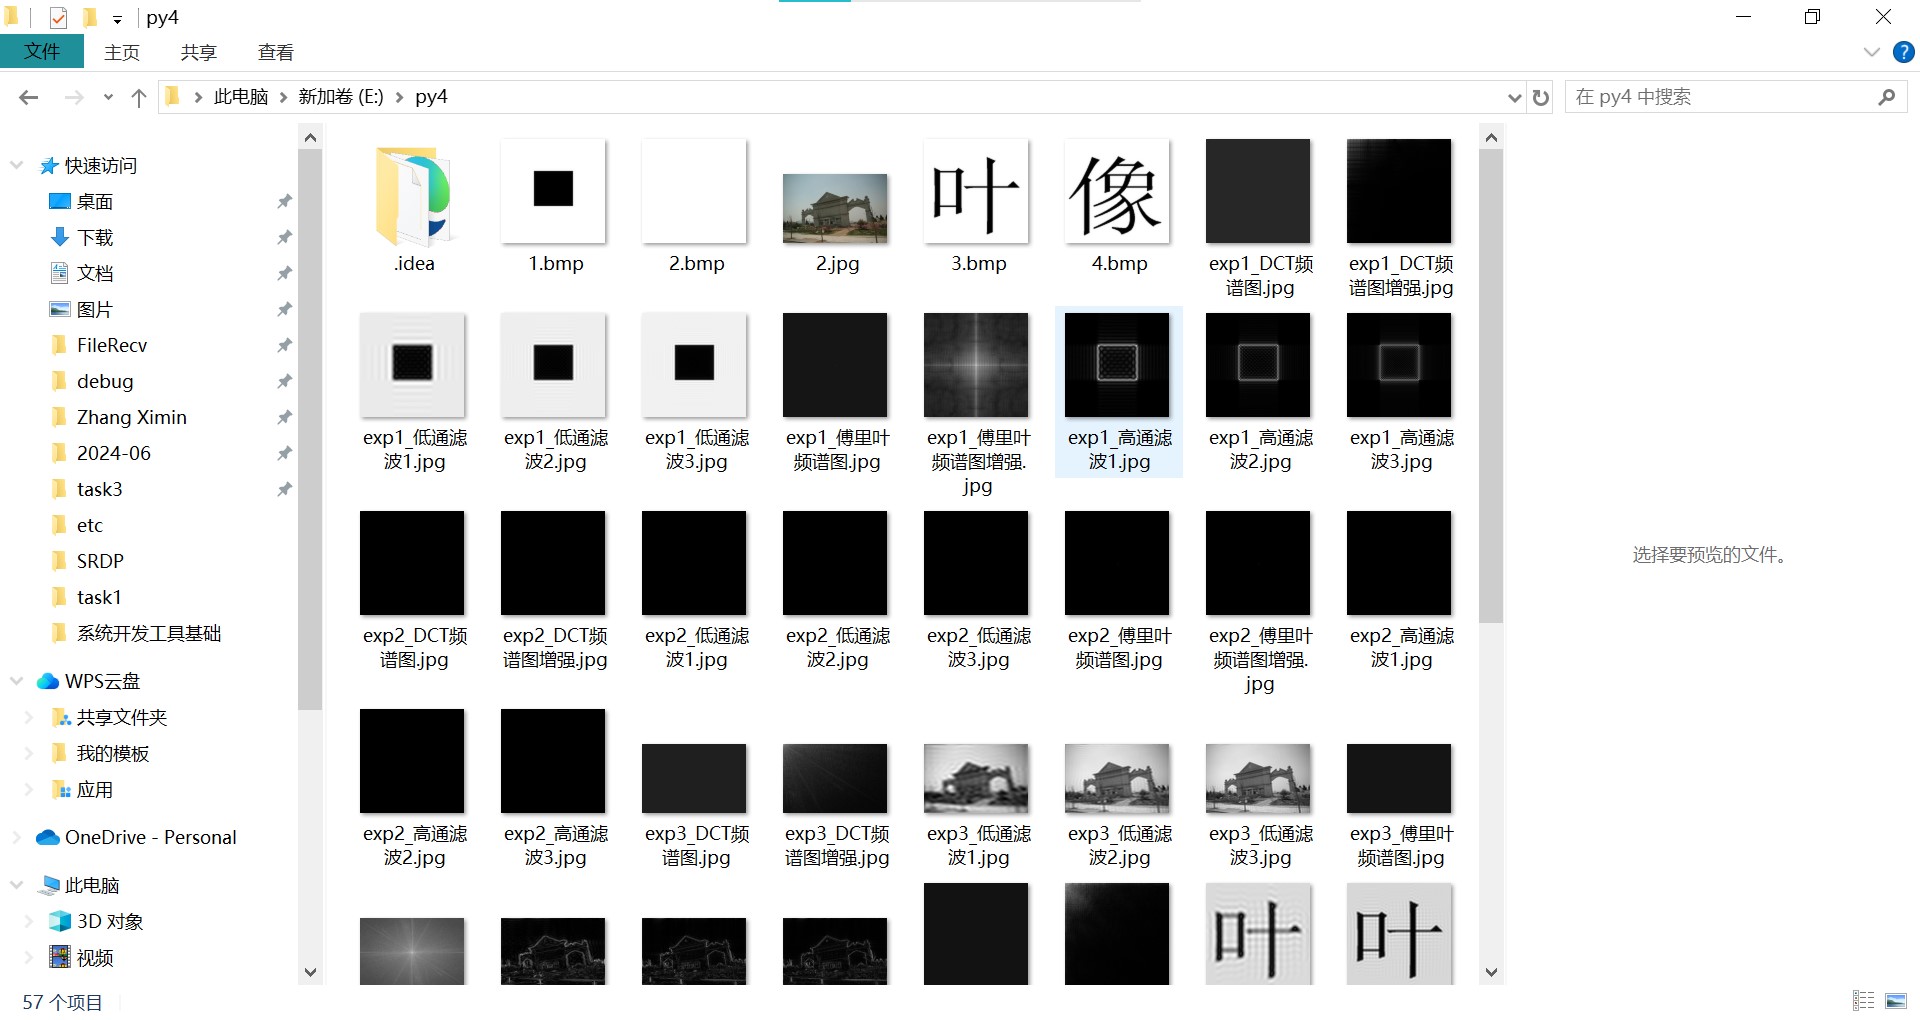 py4
文件 主页 共享 查看
此电脑 新加卷 (E:) py4
在 py4 中搜索
快速访问
桌面
下载
文档
图片
FileRecv
debug
Zhang Ximin
2024-06
task3
etc
SRDP
task1
系统开发工具基础
WPS云盘
共享文件夹
我的模板
应用
OneDrive - Personal
此电脑
3D 对象
视频
叶 像
.idea 1.bmp 2.bmp 2.jpg 3.bmp 4.bmp exp1_DCT频 exp1_DCT频
谱图.jpg 谱图增强.jpg
exp1_低通滤 exp1_低通滤 exp1_低通滤 exp1_傅里叶 exp1_傅里叶 exp1_高通滤 exp1_高通滤 exp1_高通滤
波1.jpg 波2.jpg 波3.jpg 频谱图.jpg 频谱图增强. 波1.jpg 波2.jpg 波3.jpg
jpg
exp2_DCT频 exp2_DCT频 exp2_低通滤 exp2_低通滤 exp2_低通滤 exp2_傅里叶 exp2_傅里叶 exp2_高通滤
谱图.jpg 谱图增强.jpg 波1.jpg 波2.jpg 波3.jpg 频谱图.jpg 频谱图增强. 波1.jpg
jpg
exp2_高通滤 exp2_高通滤 exp3_DCT频 exp3_DCT频 exp3_低通滤 exp3_低通滤 exp3_低通滤 exp3_傅里叶
波2.jpg 波3.jpg 谱图.jpg 谱图增强.jpg 波1.jpg 波2.jpg 波3.jpg 频谱图.jpg
叶 叶
选择要预览的文件。
57 个项目